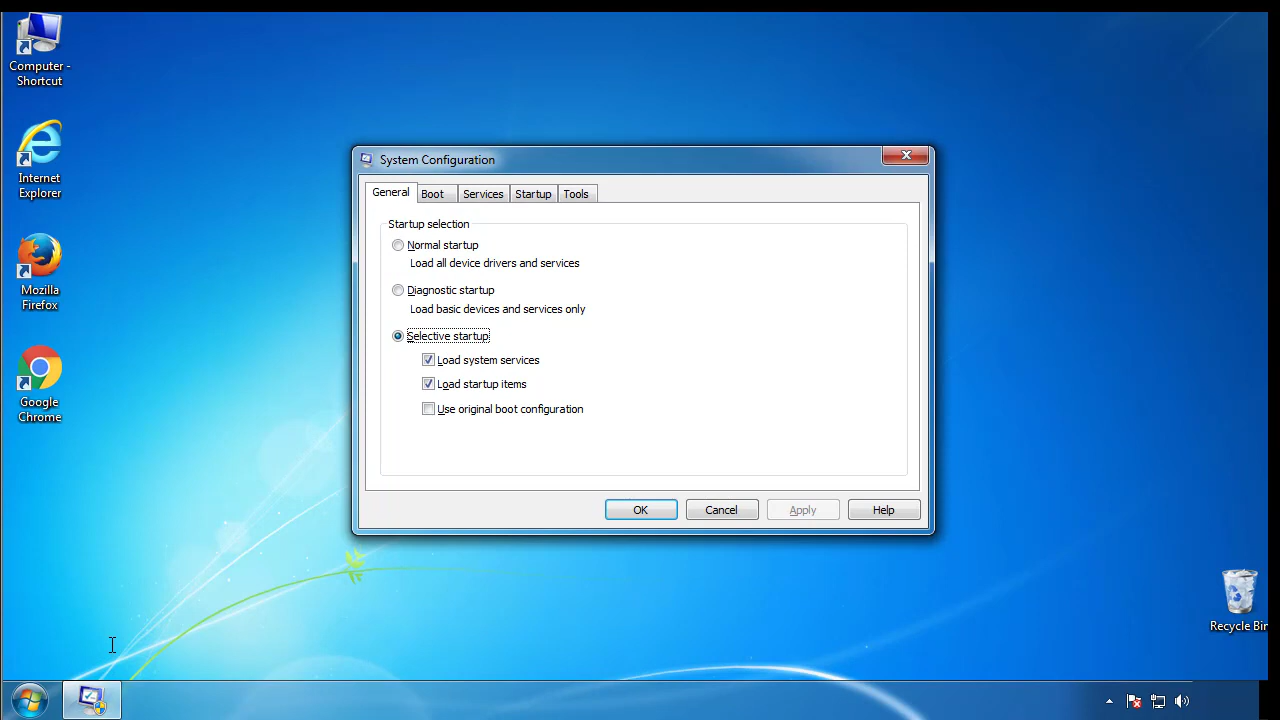 Computer -
Shortcut
Internet
Explorer
Mozilla
Firefox
Google
Chrome
System Configuration
General Boot Services Startup Tools
Startup selection
Normal startup
Load all device drivers and services
Diagnostic startup
Load basic devices and services only
Selective startup
Load system services
Load startup items
Use original boot configuration
OK Cancel Apply Help
Recycle Bin